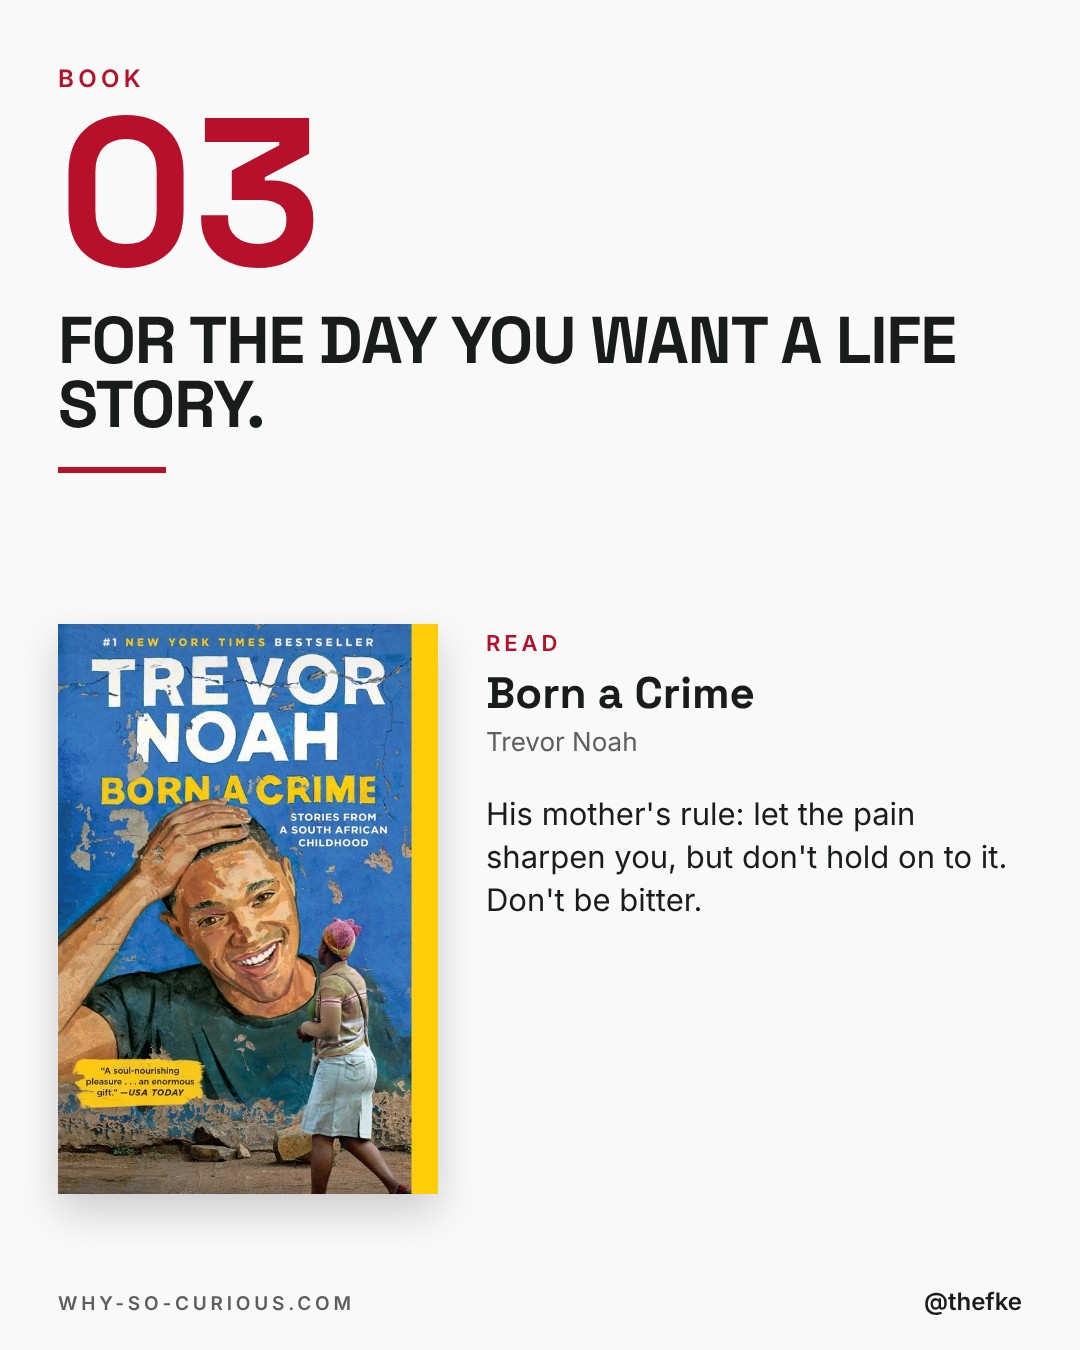 BOOK
03
FOR THE DAY YOU WANT A LIFE
STORY.
#1 NEW YORK TIMES BESTSELLER
TREVOR
NOAH
BORN A CRIME
STORIES FROM
A SOUTH AFRICAN
CHILDHOOD
“A soul-nourishing
pleasure . . . an enormous
gift.” —USA TODAY
READ
Born a Crime
Trevor Noah
His mother's rule: let the pain
sharpen you, but don't hold on to it.
Don't be bitter.
WHY-SO-CURIOUS.COM
@thefke